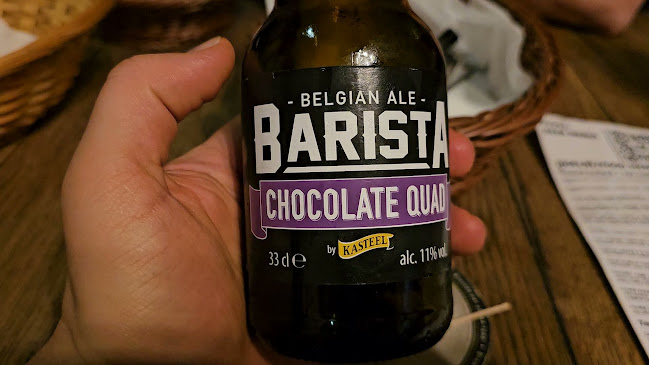 - BELGIAN ALE -
BARISTA
CHOCOLATE QUAD
by KASTEEL
33 cl e alc. 11% vol.